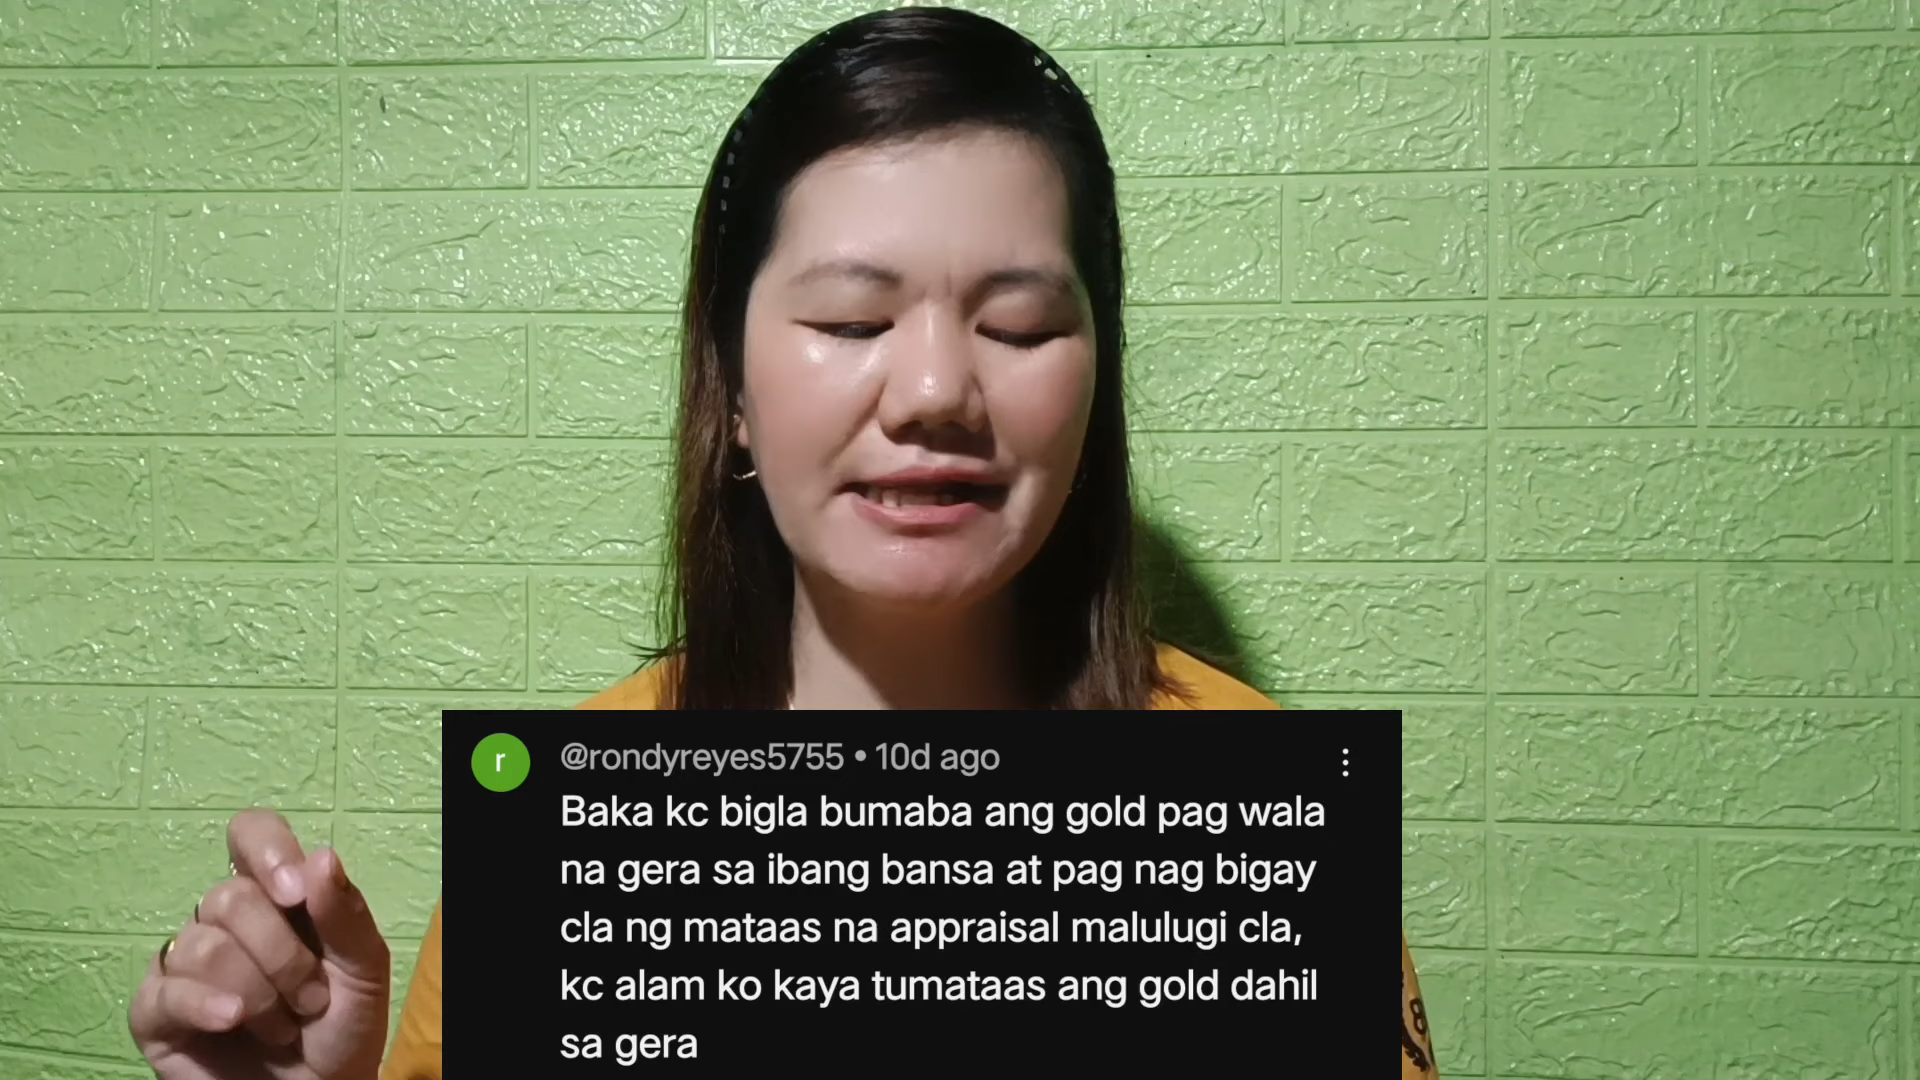 r
@rondyreyes5755 • 10d ago
Baka kc bigla bumaba ang gold pag wala
na gera sa ibang bansa at pag nag bigay
cla ng mataas na appraisal malulugi cla,
kc alam ko kaya tumataas ang gold dahil
sa gera
8